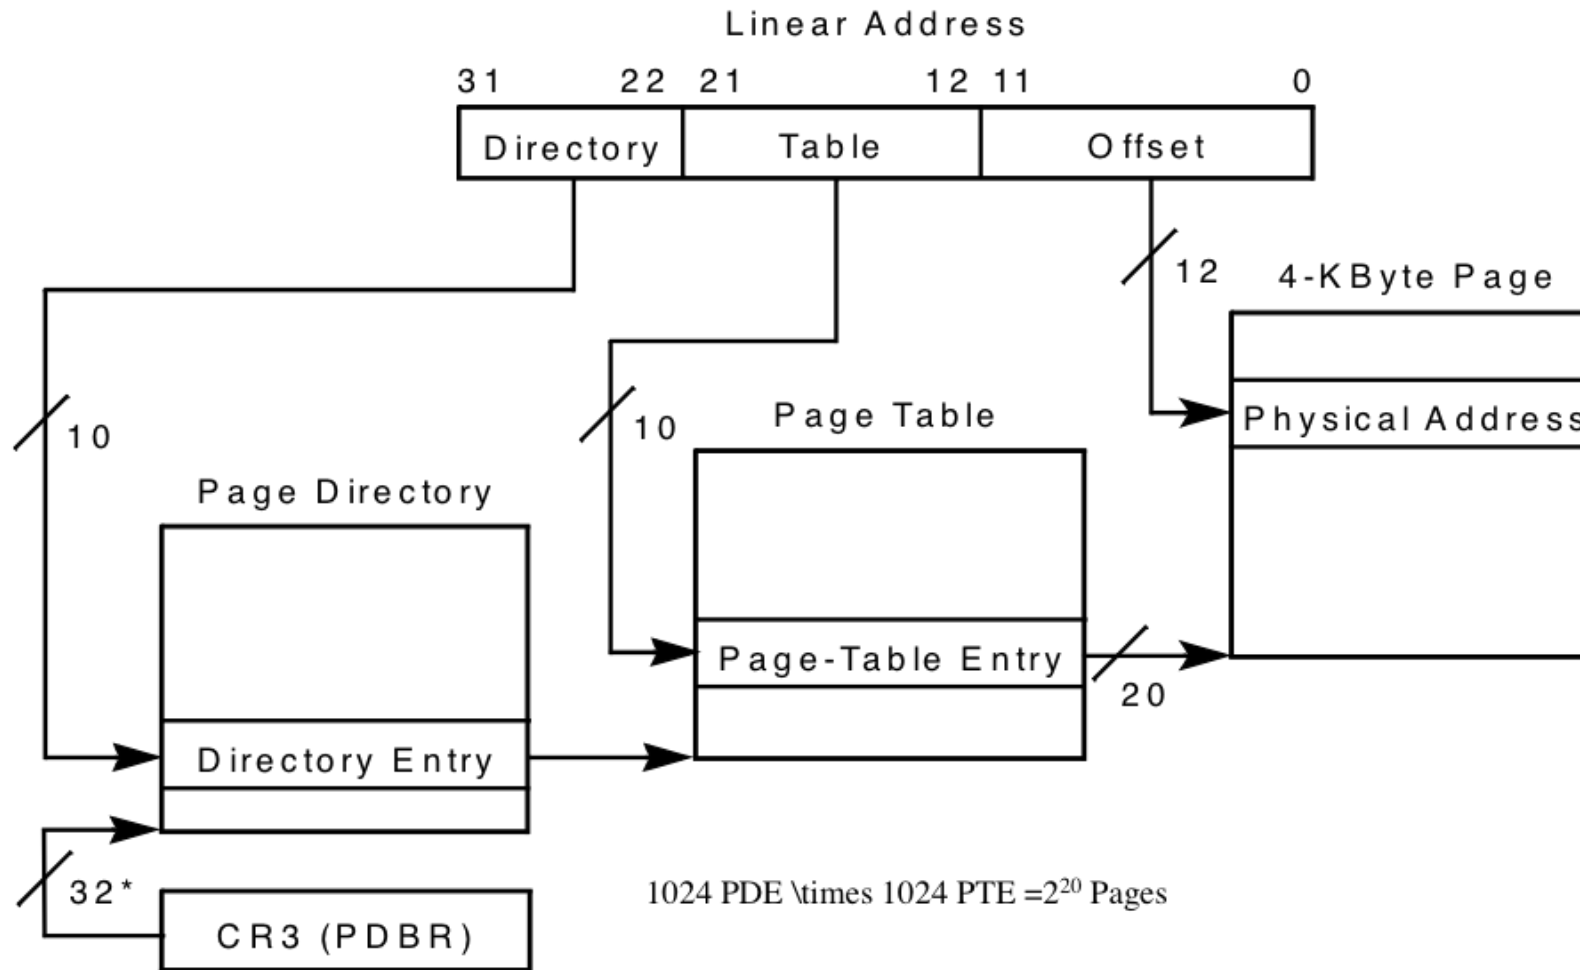 Linear Address
31 22 21 12 11 0
Directory Table Offset
12
4-KByte Page
Physical Address
10
10
Page Table
Page Directory
Page-Table Entry
20
Directory Entry
32*
1024 PDE \times 1024 PTE =2²⁰ Pages
CR3 (PDBR)